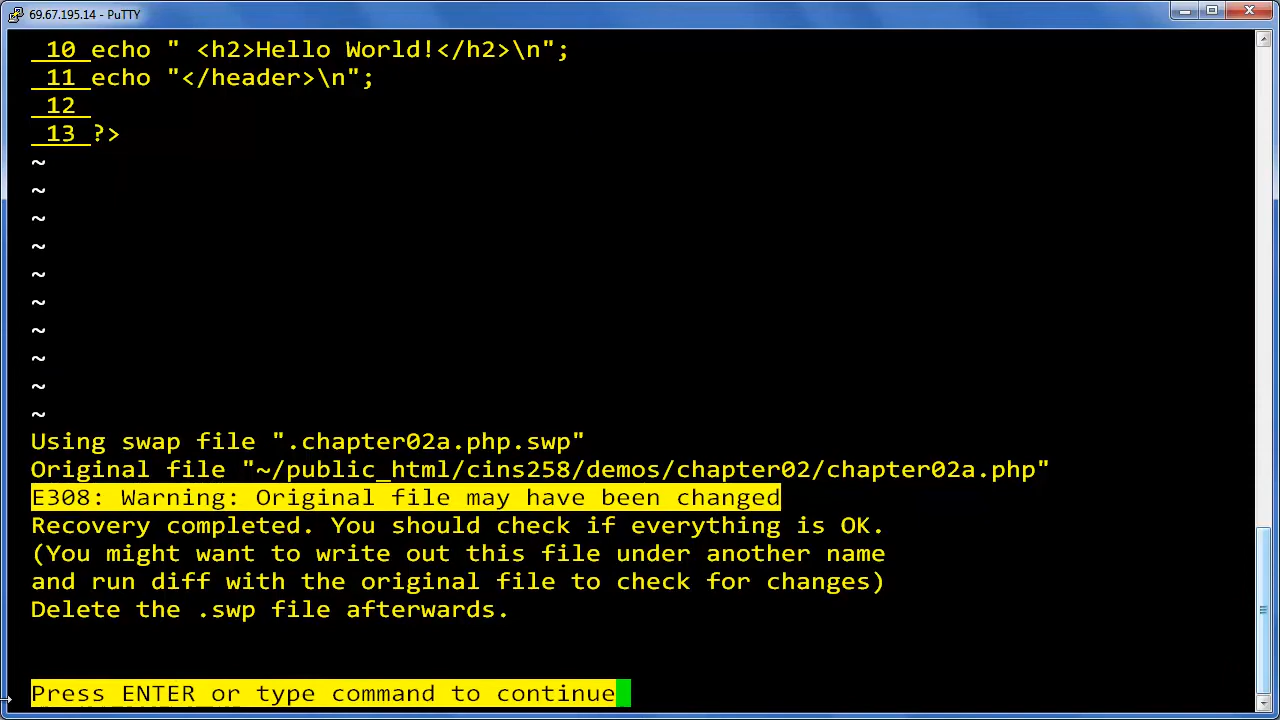 69.67.195.14 - PuTTY
10 echo " <h2>Hello World!</h2>\n";
11 echo "</header>\n";
12
13 ?>
~
~
~
~
~
~
~
~
~
~
Using swap file ".chapter02a.php.swp"
Original file "~/public_html/cins258/demos/chapter02/chapter02a.php"
E308: Warning: Original file may have been changed
Recovery completed. You should check if everything is OK.
(You might want to write out this file under another name
and run diff with the original file to check for changes)
Delete the .swp file afterwards.
Press ENTER or type command to continue